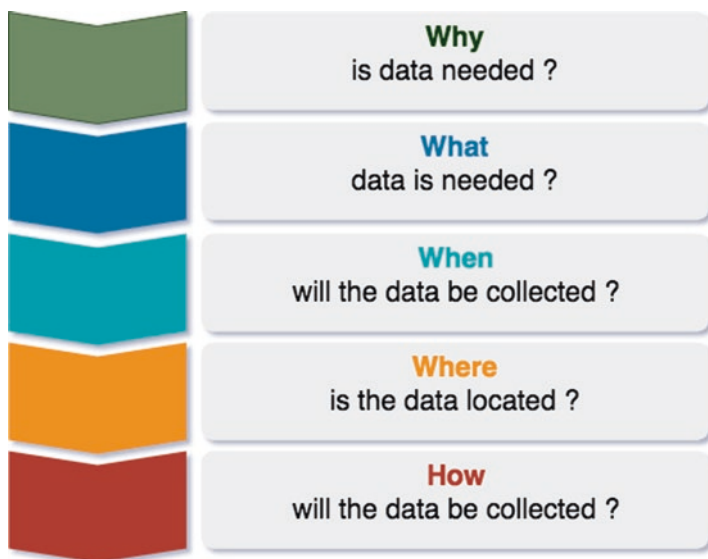 Why
is data needed ?
What
data is needed ?
When
will the data be collected ?
Where
is the data located ?
How
will the data be collected ?